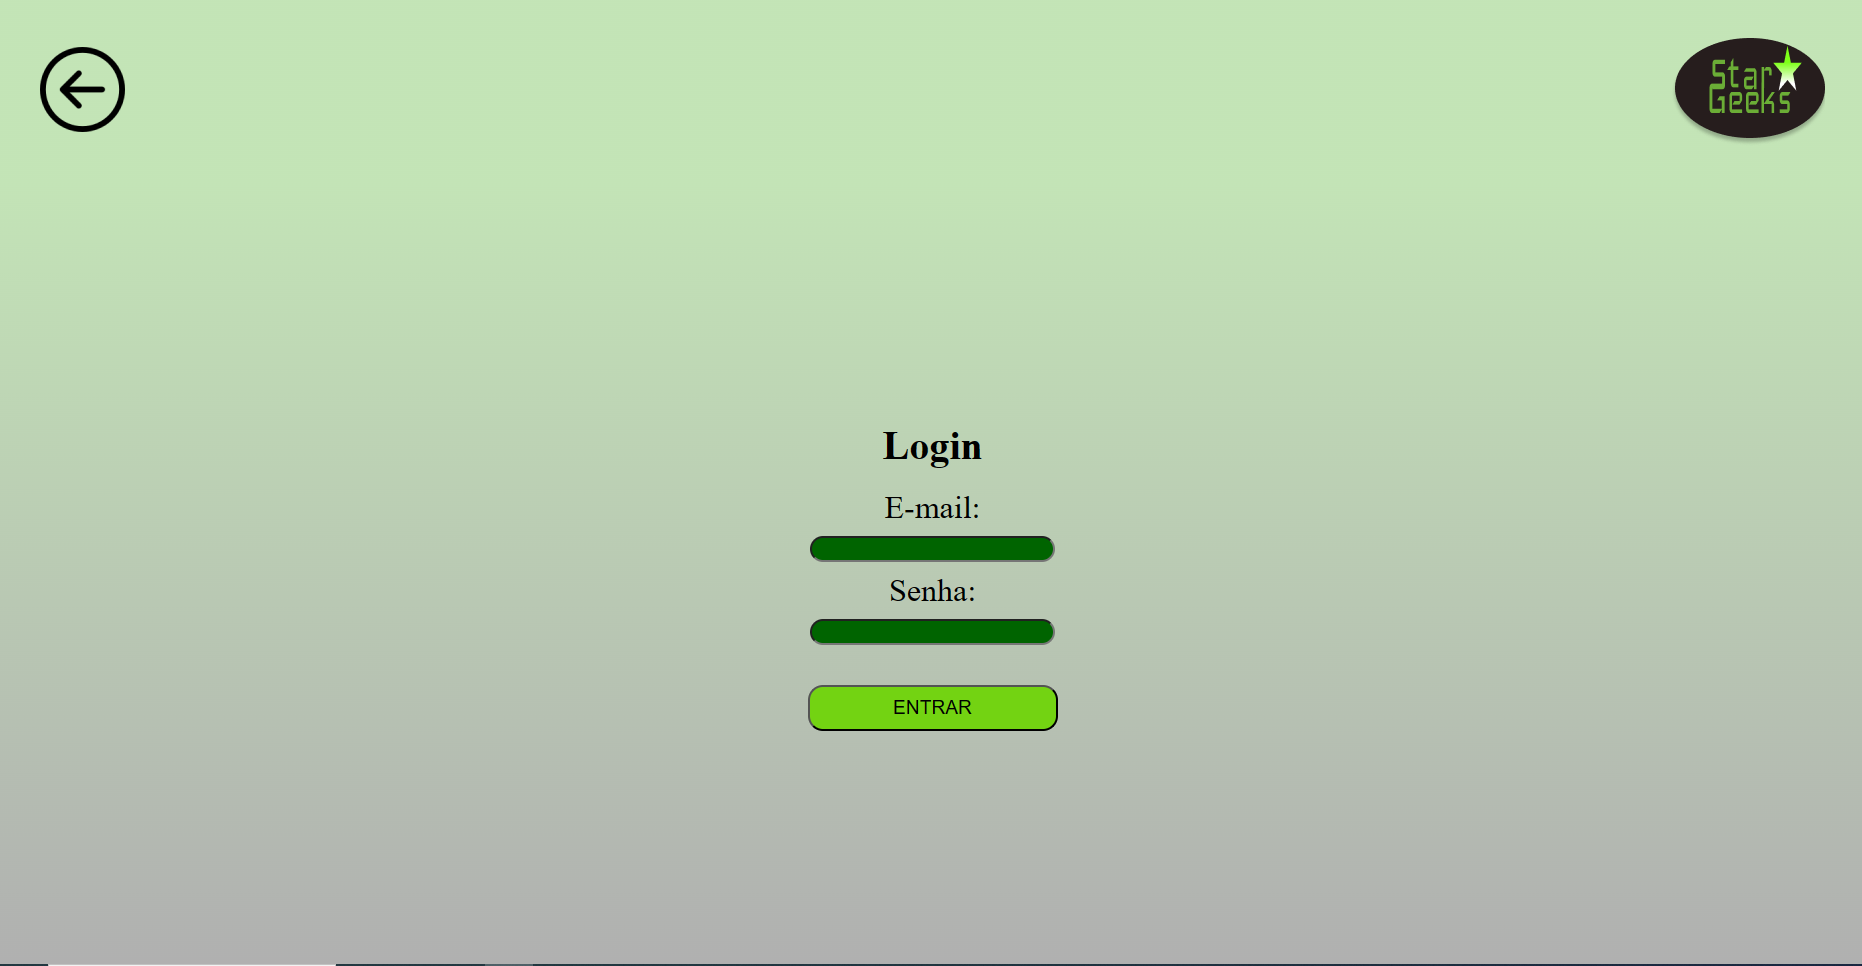 Star
Geeks
Login
E-mail:
Senha:
ENTRAR